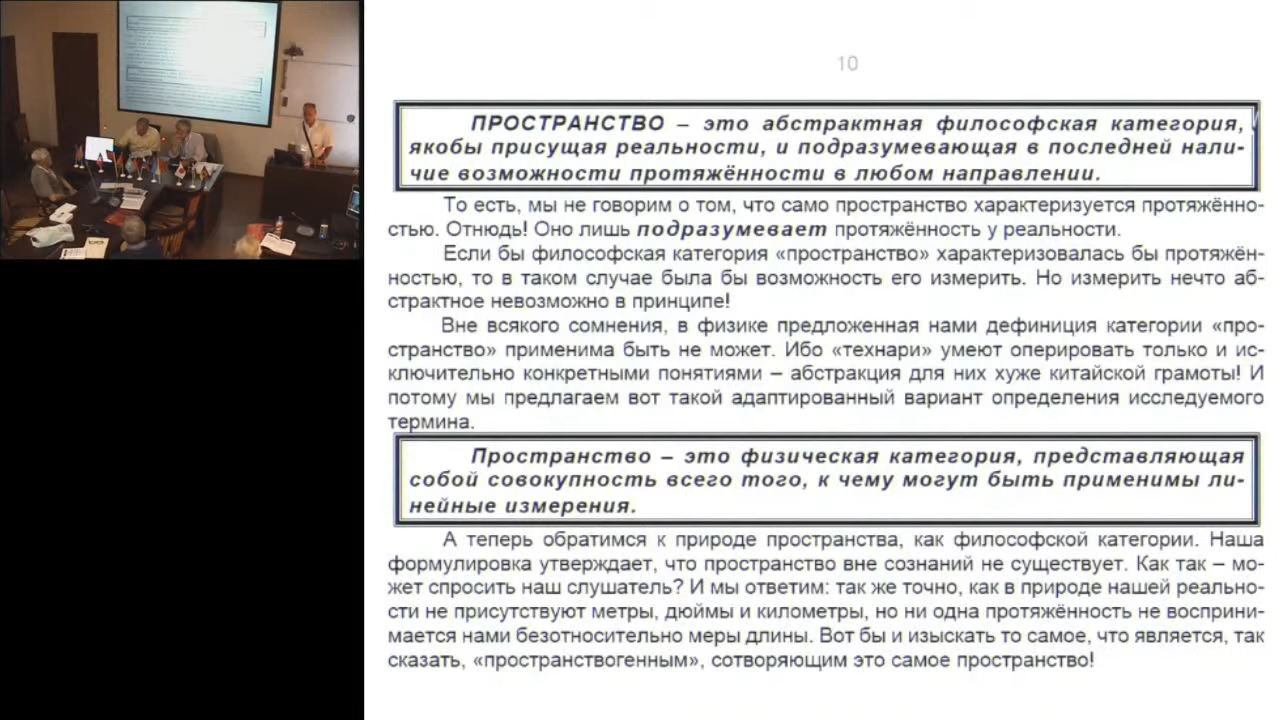 10
ПРОСТРАНСТВО – это абстрактная философская категория,
якобы присущая реальности, и подразумевающая в последней нали-
чие возможности протяжённости в любом направлении.
То есть, мы не говорим о том, что само пространство характеризуется протяжённо-
стью. Отнюдь! Оно лишь подразумевает протяжённость у реальности.
Если бы философская категория «пространство» характеризовалась бы протяжён-
ностью, то в таком случае была бы возможность его измерить. Но измерить нечто аб-
страктное невозможно в принципе!
Вне всякого сомнения, в физике предложенная нами дефиниция категории «про-
странство» применима быть не может. Ибо «технари» умеют оперировать только и ис-
ключительно конкретными понятиями – абстракция для них хуже китайской грамоты! И
потому мы предлагаем вот такой адаптированный вариант определения исследуемого
термина.
Пространство – это физическая категория, представляющая
собой совокупность всего того, к чему могут быть применимы ли-
нейные измерения.
А теперь обратимся к природе пространства, как философской категории. Наша
формулировка утверждает, что пространство вне сознаний не существует. Как так – мо-
жет спросить наш слушатель? И мы ответим: так же точно, как в природе нашей реально-
сти не присутствуют метры, дюймы и километры, но ни одна протяжённость не восприни-
мается нами безотносительно меры длины. Вот бы и изыскать то самое, что является, так
сказать, «пространствогенным», сотворяющим это самое пространство!